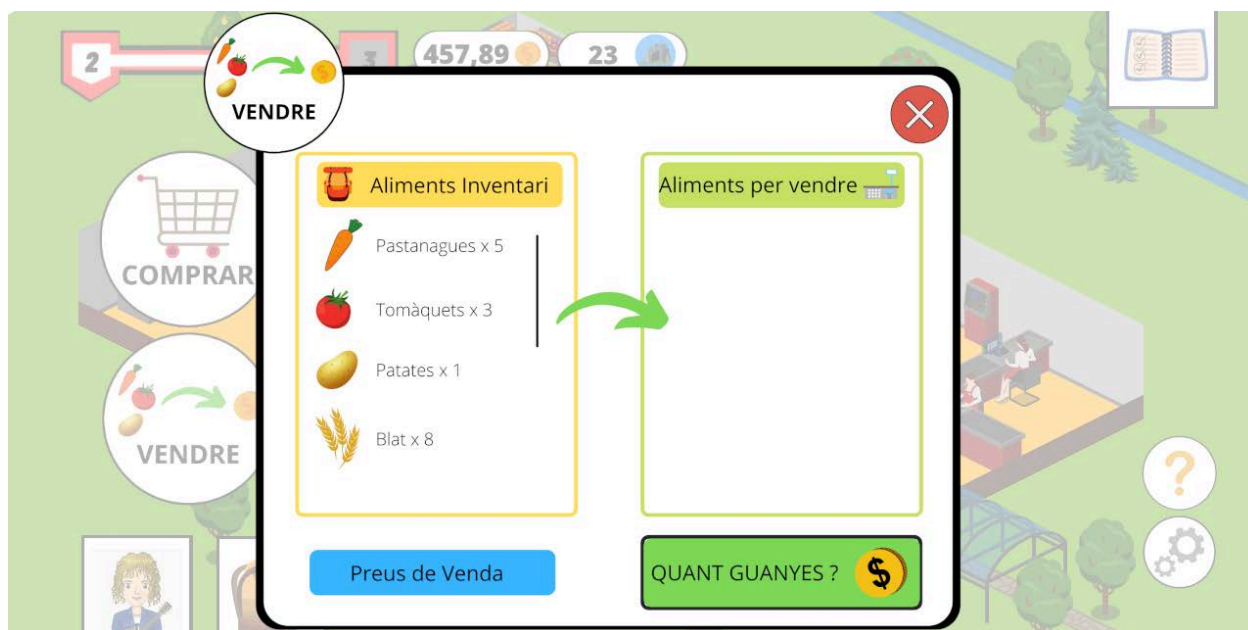 2
3
457,89
23
VENDRE
COMPRAR
VENDRE
Aliments Inventari
Pastanagues x 5
Tomàquets x 3
Patates x 1
Blat x 8
Aliments per vendre
Preus de Venda
QUANT GUANYES ?
$
?